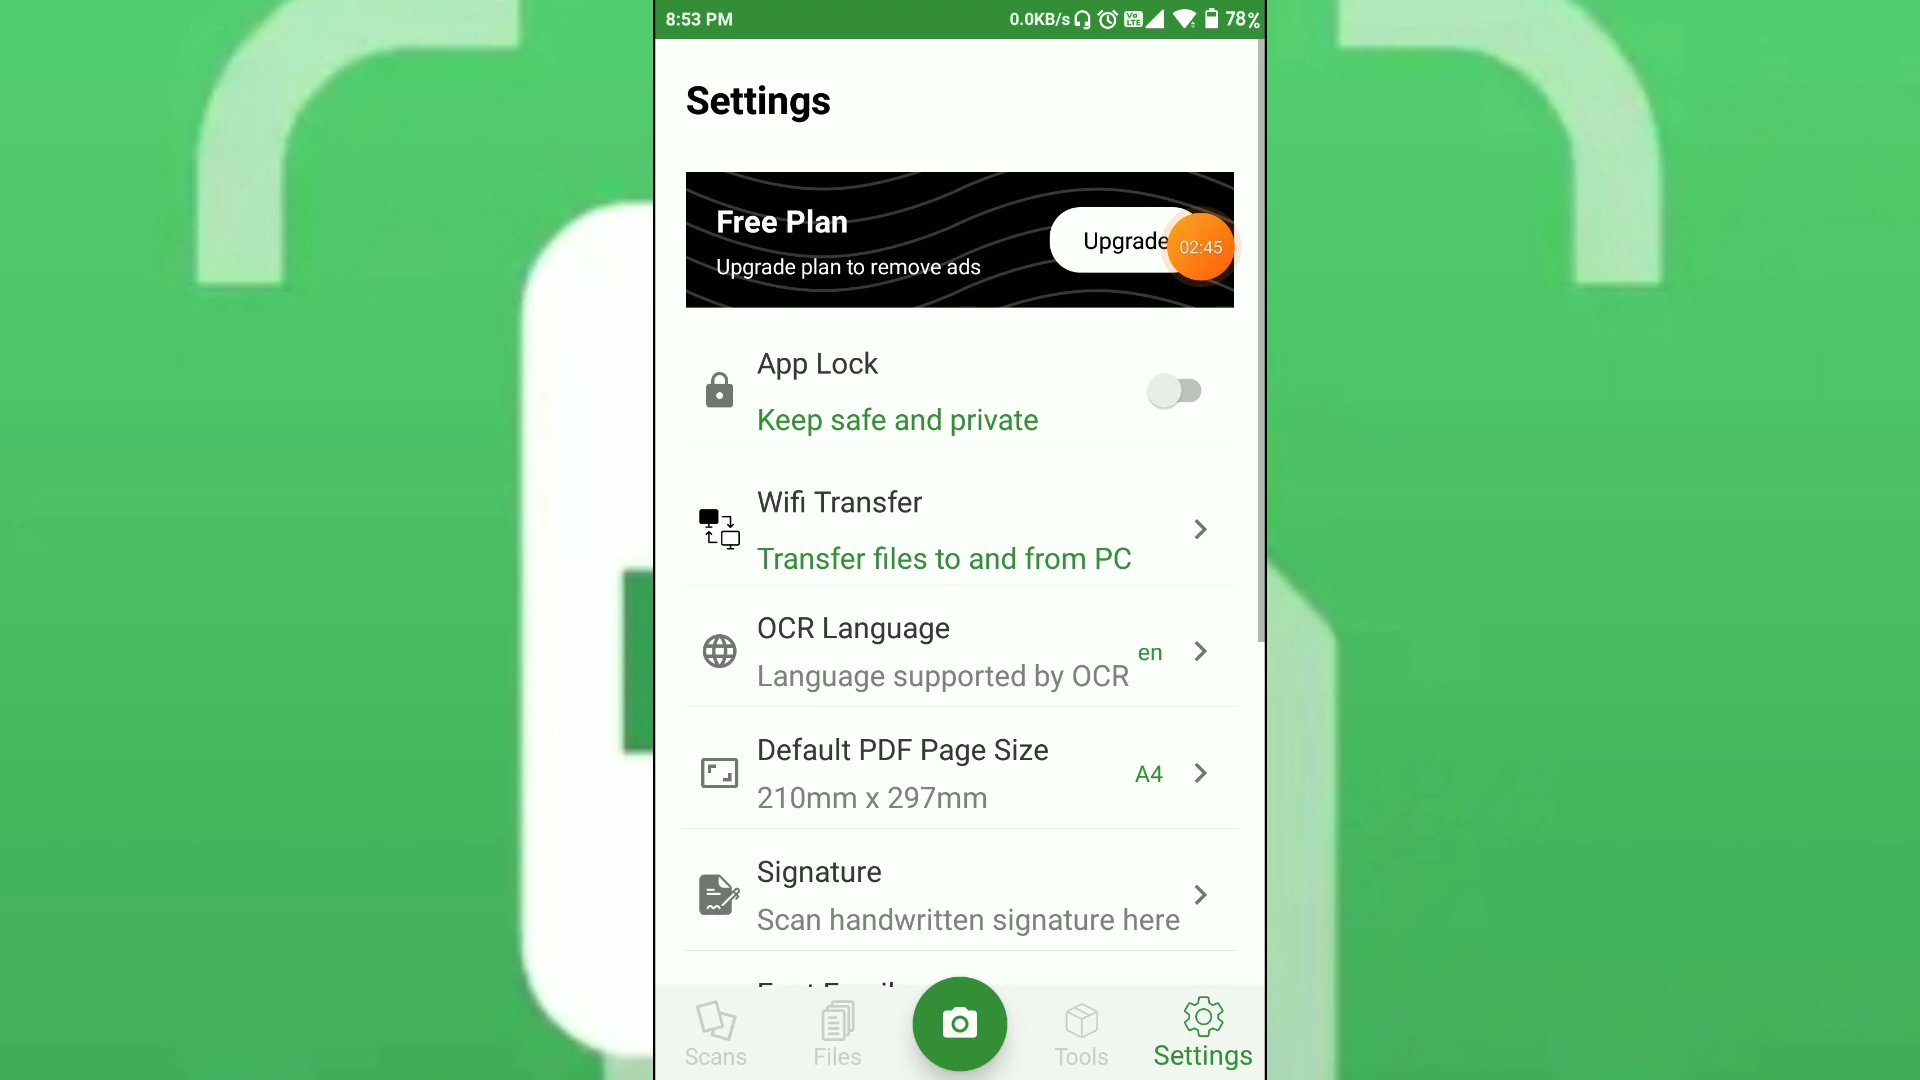 8:53 PM 0.0KB/s Vo LTE 78%
Settings
Free Plan
Upgrade plan to remove ads
Upgrade
02:45
App Lock
Keep safe and private
Wifi Transfer
Transfer files to and from PC
OCR Language
Language supported by OCR
en
Default PDF Page Size
210mm x 297mm
A4
Signature
Scan handwritten signature here
Scans Files Tools Settings